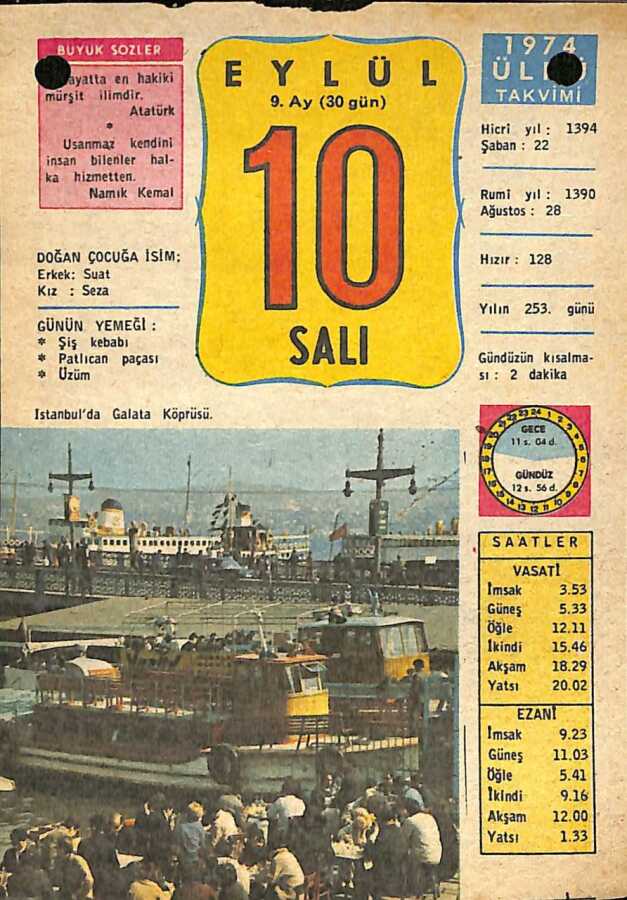 BÜYÜK SÖZLER
ayatta en hakiki
mürşit ilimdir.
Atatürk
*
Usanmaz kendini
insan bilenler hal-
ka hizmetten.
Namık Kemal
DOĞAN ÇOCUĞA İSİM:
Erkek: Suat
Kız : Seza
GÜNÜN YEMEĞİ :
* Şiş kebabı
* Patlıcan paçası
* Üzüm
EYLÜL
9. Ay (30 gün)
10
SALI
1974
TAKVİMİ
Hicri yıl : 1394
Şaban : 22
Rumi yıl : 1390
Ağustos : 28
Hızır : 128
Yılın 253. günü
Gündüzün kısalma-
sı : 2 dakika
GECE
11 s. 04 d.
GÜNDÜZ
12 s. 56 d.
SAATLER
VASATİ
İmsak 3.53
Güneş 5.33
Öğle 12.11
İkindi 15.46
Akşam 18.29
Yatsı 20.02
EZANİ
İmsak 9.23
Güneş 11.03
Öğle 5.41
İkindi 9.16
Akşam 12.00
Yatsı 1.33
İstanbul'da Galata Köprüsü.